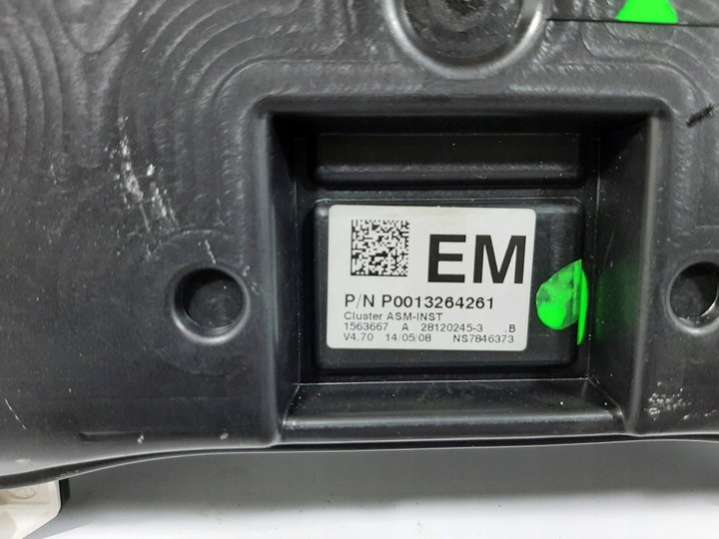 EM
P/N P0013264261
Cluster ASM-INST
1563667 A 28120245-3 .B
V4.70 14/05/08 NS7846373